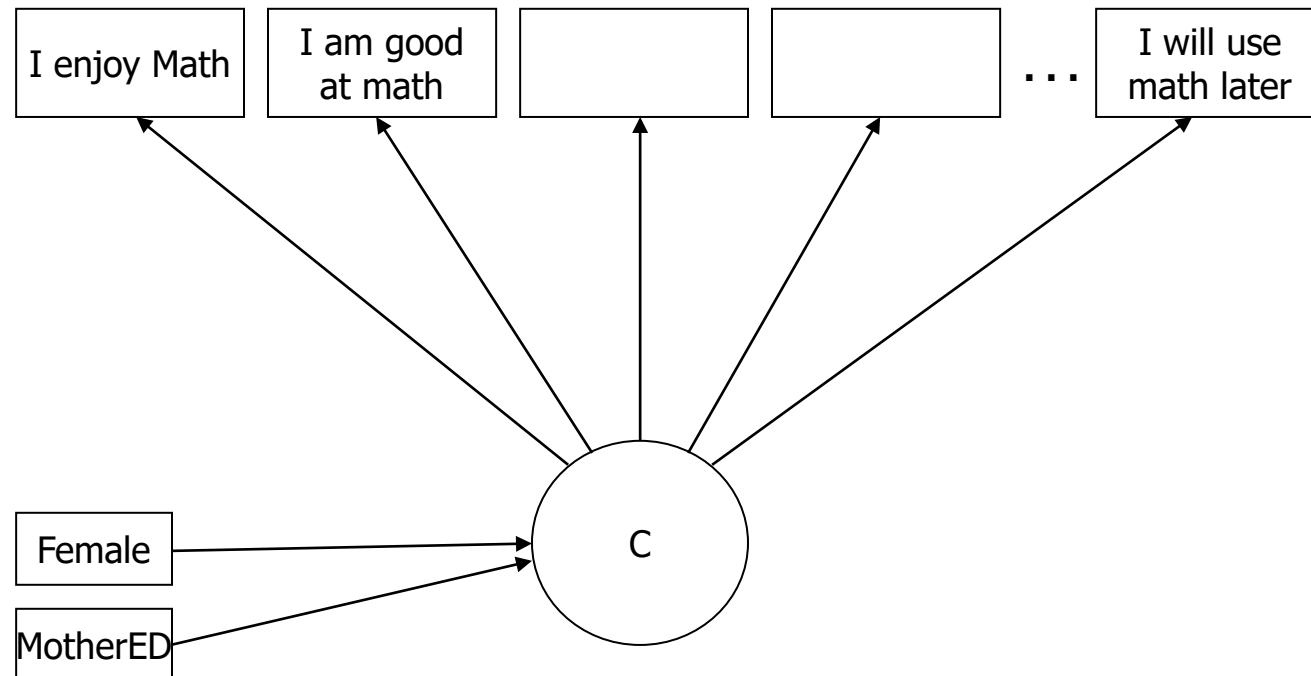 I enjoy Math
I am good
at math
...
I will use
math later
C
Female
MotherED